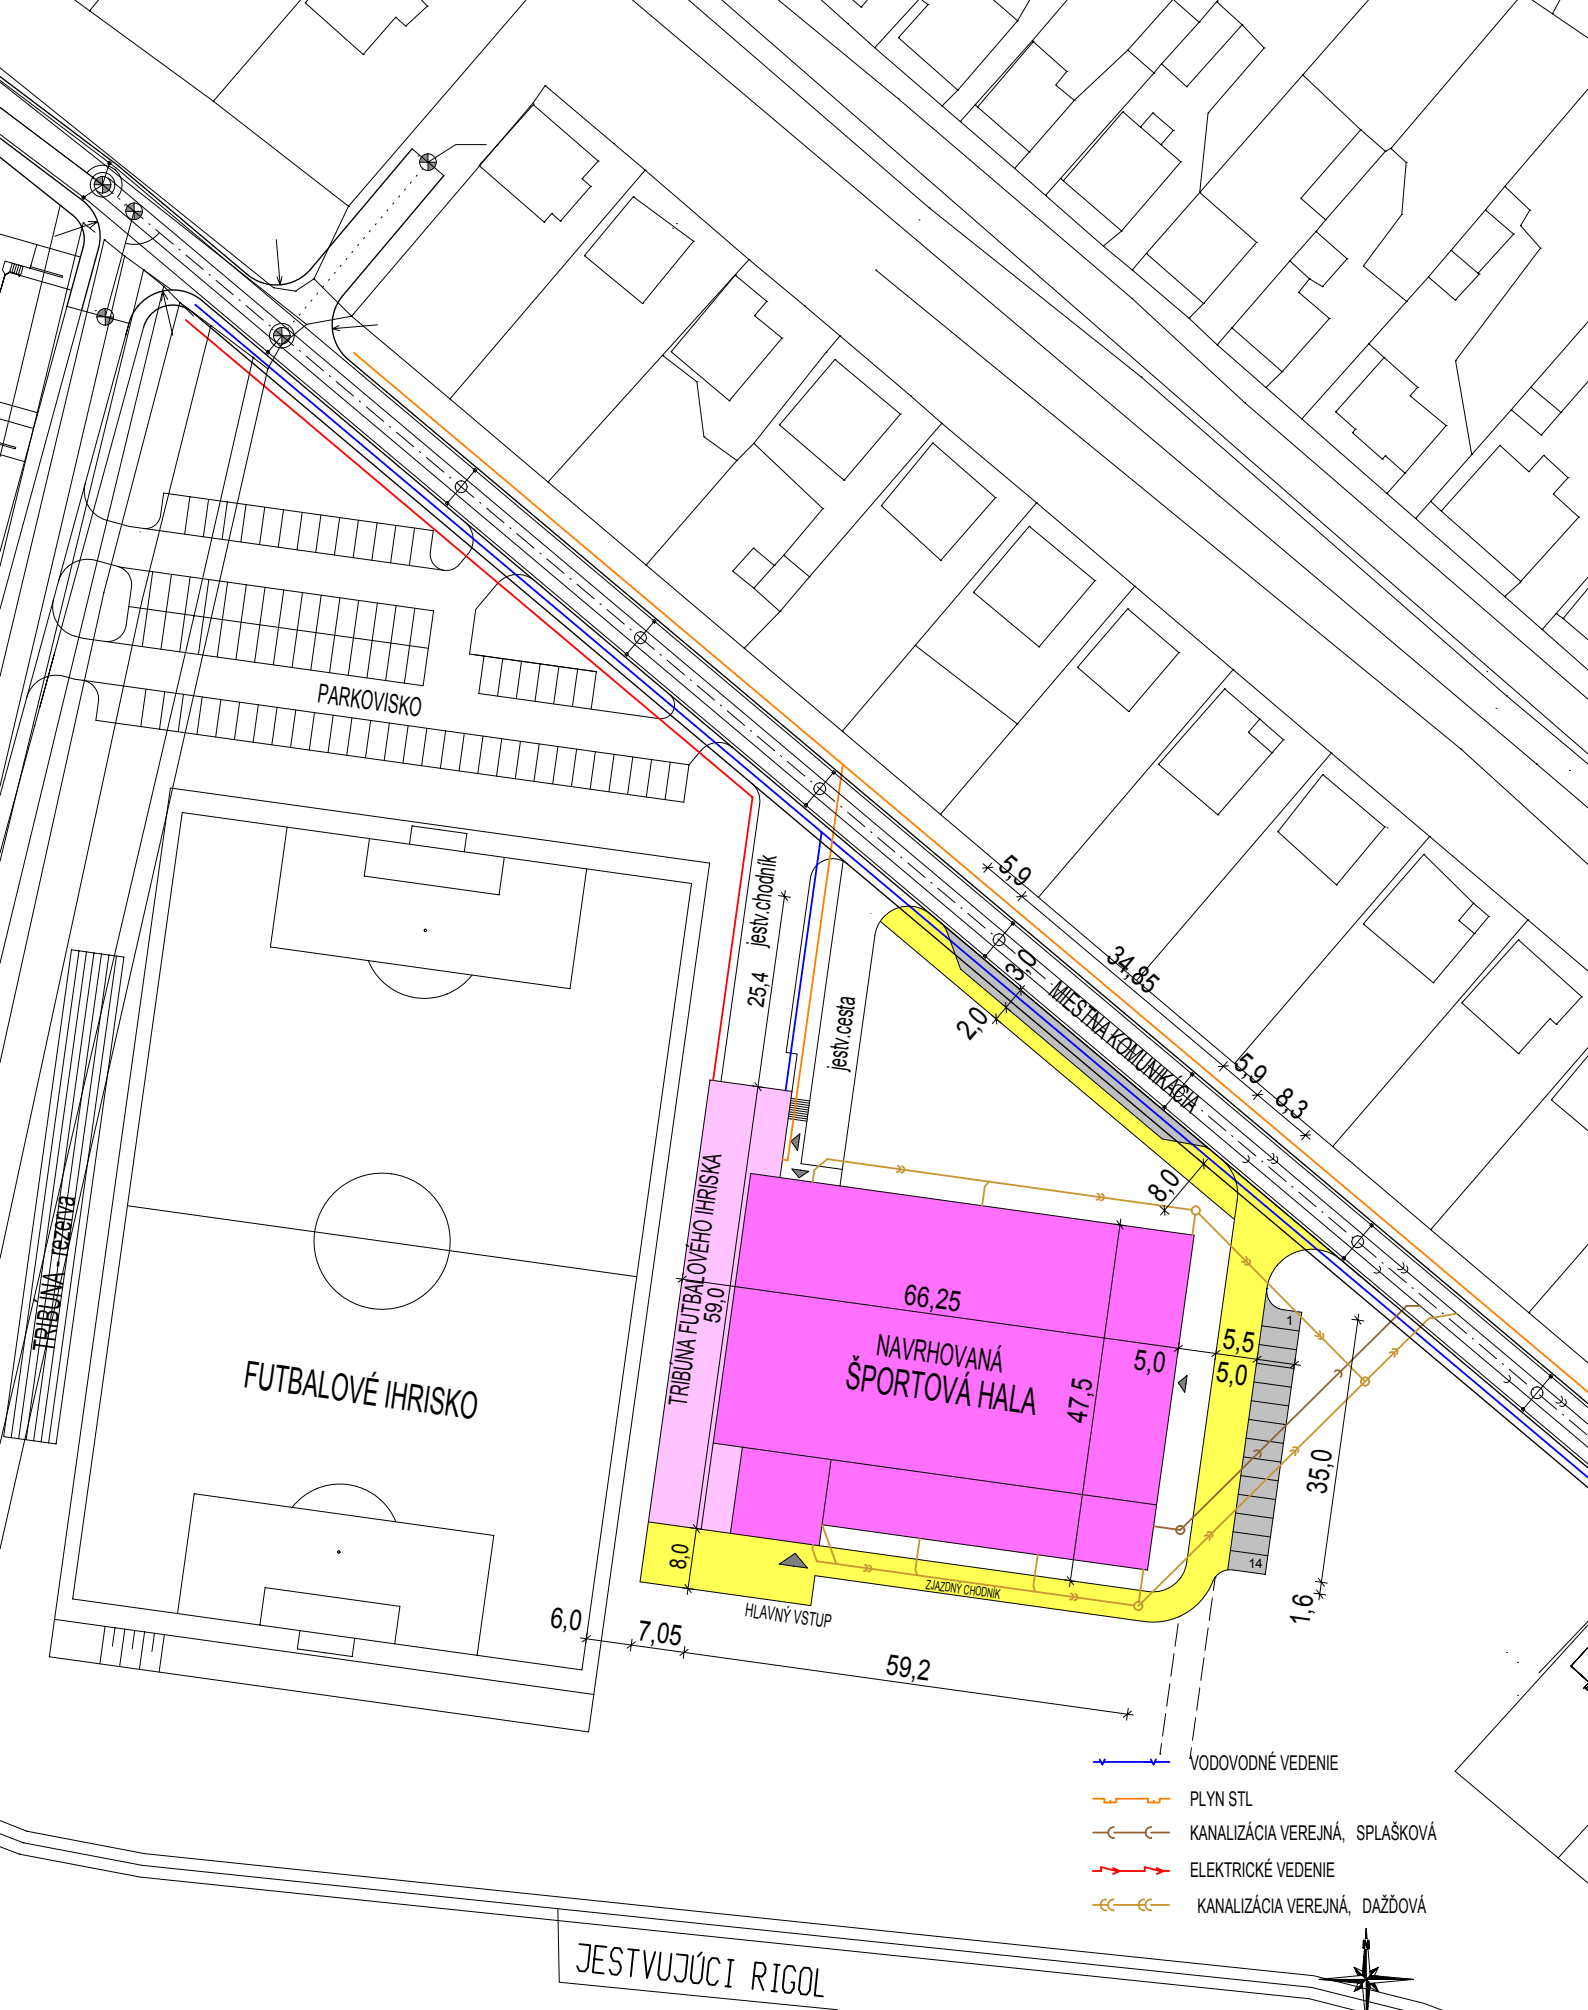 PARKOVISKO
jestv.chodník
25,4
jestv.cesta
5,9
34,85
3,0
2,0
MIESTNA KOMUNIKÁCIA
5,9
8,3
8,0
TRIBÚNA - rezerva
TRIBÚNA FUTBALOVÉHO IHRISKA
59,0
66,25
NAVRHOVANÁ
ŠPORTOVÁ HALA
47,5
5,0
5,5
5,0
1
14
35,0
1,6
FUTBALOVÉ IHRISKO
8,0
ZJAZDNÝ CHODNÍK
HLAVNÝ VSTUP
6,0
7,05
59,2
VODOVODNÉ VEDENIE
PLYN STL
KANALIZÁCIA VEREJNÁ, SPLAŠKOVÁ
ELEKTRICKÉ VEDENIE
KANALIZÁCIA VEREJNÁ, DAŽĎOVÁ
N
JESTVUJÚCI RIGOL